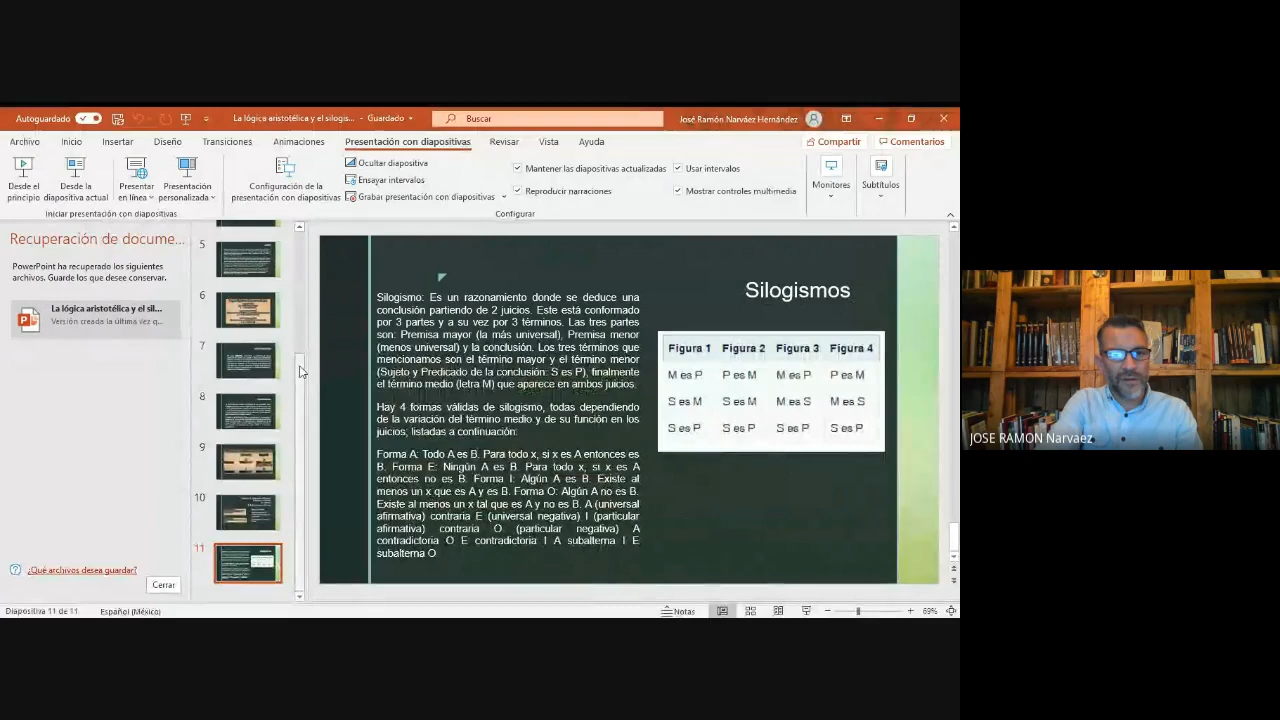 Autoguardado
La lógica aristotélica y el silogis... - Guardado
Buscar
José Ramón Narváez Hernández
Archivo Inicio Insertar Diseño Transiciones Animaciones Presentación con diapositivas Revisar Vista Ayuda
Compartir Comentarios
Desde el principio
Desde la diapositiva actual
Presentar en línea
Presentación personalizada
Iniciar presentación con diapositivas
Configuración de la presentación con diapositivas
Ocultar diapositiva
Ensayar intervalos
Grabar presentación con diapositivas
Mantener las diapositivas actualizadas
Reproducir narraciones
Usar intervalos
Mostrar controles multimedia
Configurar
Monitores
Subtítulos
Recuperación de docume...
PowerPoint ha recuperado los siguientes
archivos. Guarde los que desee conservar.
La lógica aristotélica y el sil...
Versión creada la última vez q...
¿Qué archivos desea guardar?
Cerrar
5
6
7
8
9
10
11
Silogismos
Silogismo: Es un razonamiento donde se deduce una
conclusión partiendo de 2 juicios. Este está conformado
por 3 partes y a su vez por 3 términos. Las tres partes
son: Premisa mayor (la más universal), Premisa menor
(menos universal) y la conclusión. Los tres términos que
mencionamos son el término mayor y el término menor
(Sujeto y Predicado de la conclusión: S es P), finalmente
el término medio (letra M) que aparece en ambos juicios.
Hay 4 formas válidas de silogismo, todas dependiendo
de la variación del término medio y de su función en los
juicios; listadas a continuación:
Forma A: Todo A es B. Para todo x, si x es A entonces es
B. Forma E: Ningún A es B. Para todo x, si x es A
entonces no es B. Forma I: Algún A es B. Existe al
menos un x que es A y es B. Forma O: Algún A no es B.
Existe al menos un x tal que es A y no es B. A (universal
afirmativa) contraria E (universal negativa) I (particular
afirmativa) contraria O (particular negativa) A
contradictoria O E contradictoria I A subalterna I E
subalterna O
Figura 1 Figura 2 Figura 3 Figura 4
M es P P es M M es P P es M
S es M S es M M es S M es S
S es P S es P S es P S es P
Diapositiva 11 de 11
Español (México)
Notas
69%
JOSE RAMON Narvaez